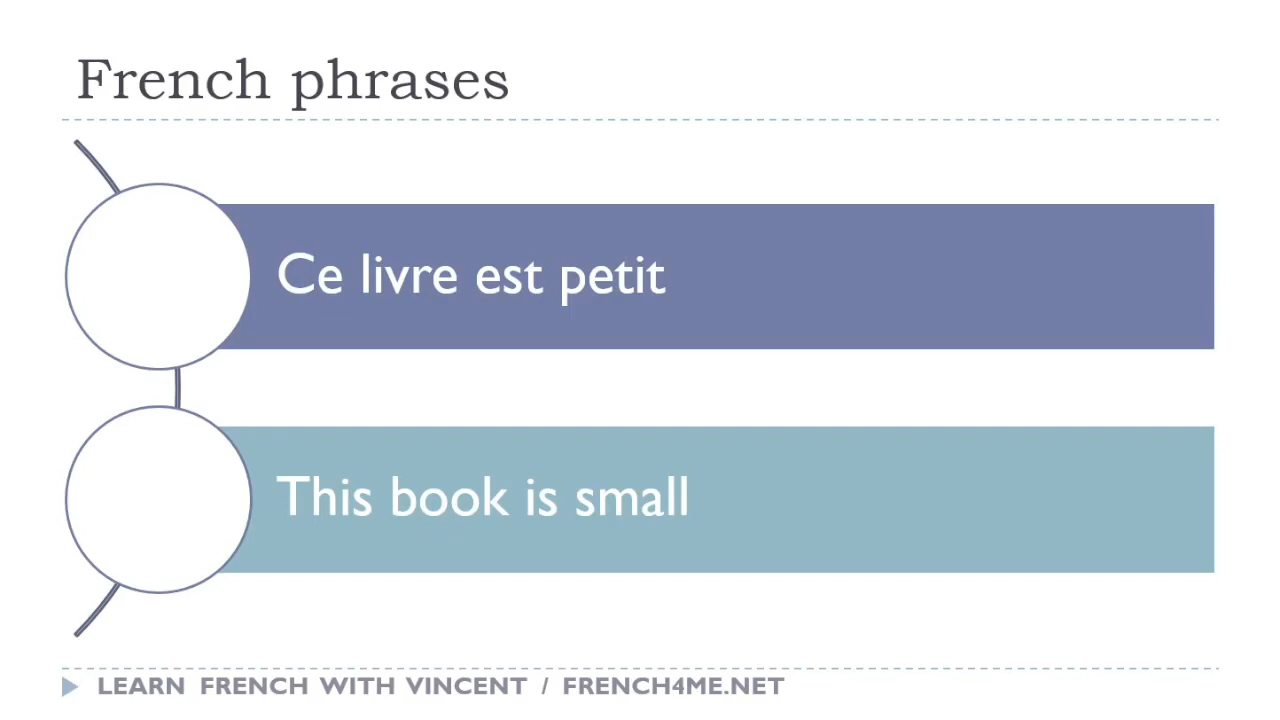 French phrases
Ce livre est petit
This book is small
LEARN FRENCH WITH VINCENT / FRENCH4ME.NET